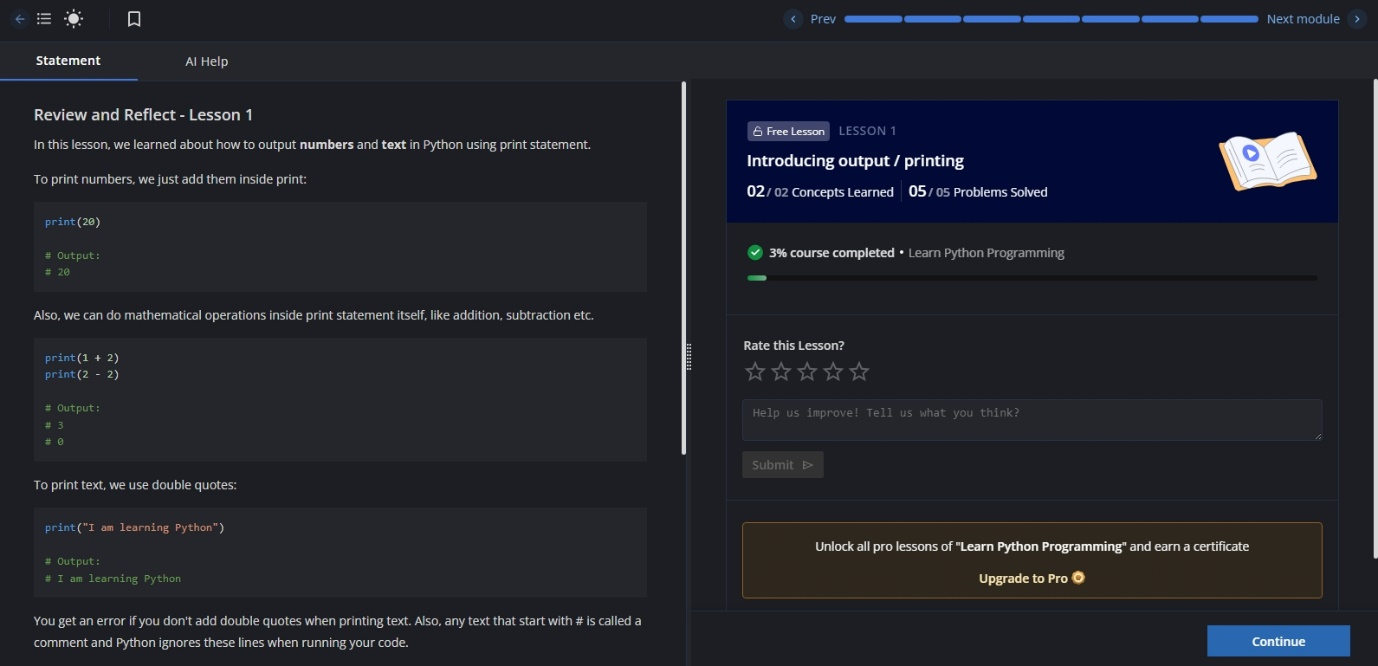 Prev
Next module
Statement
AI Help
Review and Reflect - Lesson 1
In this lesson, we learned about how to output numbers and text in Python using print statement.
To print numbers, we just add them inside print:
print(20)
# Output:
# 20
Also, we can do mathematical operations inside print statement itself, like addition, subtraction etc.
print(1 + 2)
print(2 - 2)
# Output:
# 3
# 0
To print text, we use double quotes:
print("I am learning Python")
# Output:
# I am learning Python
You get an error if you don't add double quotes when printing text. Also, any text that start with # is called a
comment and Python ignores these lines when running your code.
Free Lesson LESSON 1
Introducing output / printing
02 / 02 Concepts Learned 05 / 05 Problems Solved
3% course completed • Learn Python Programming
Rate this Lesson?
Help us improve! Tell us what you think?
Submit
Unlock all pro lessons of "Learn Python Programming" and earn a certificate
Upgrade to Pro
Continue